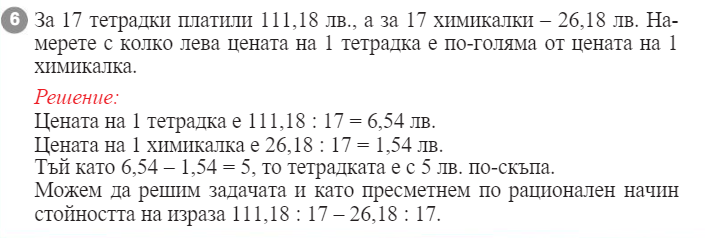 6 За 17 тетрадки платили 111,18 лв., а за 17 химикалки – 26,18 лв. На-
мерете с колко лева цената на 1 тетрадка е по-голяма от цената на 1
химикалка.
Решение:
Цената на 1 тетрадка е 111,18 : 17 = 6,54 лв.
Цената на 1 химикалка е 26,18 : 17 = 1,54 лв.
Тъй като 6,54 – 1,54 = 5, то тетрадката е с 5 лв. по-скъпа.
Можем да решим задачата и като пресметнем по рационален начин
стойността на израза 111,18 : 17 – 26,18 : 17.